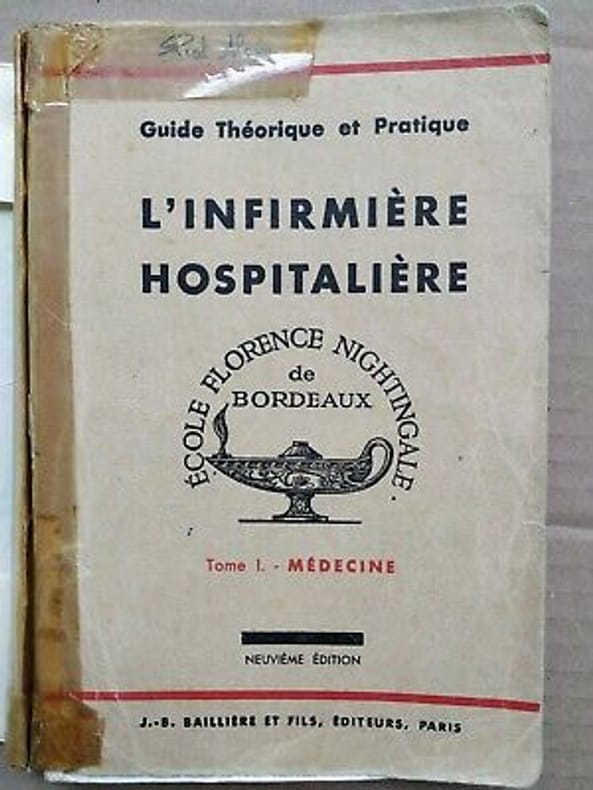 Guide Théorique et Pratique
L'INFIRMIÈRE
HOSPITALIÈRE
ÉCOLE FLORENCE NIGHTINGALE
de
BORDEAUX
Tome I. - MÉDECINE
NEUVIÈME ÉDITION
J.-B. BAILLIÈRE ET FILS, ÉDITEURS, PARIS